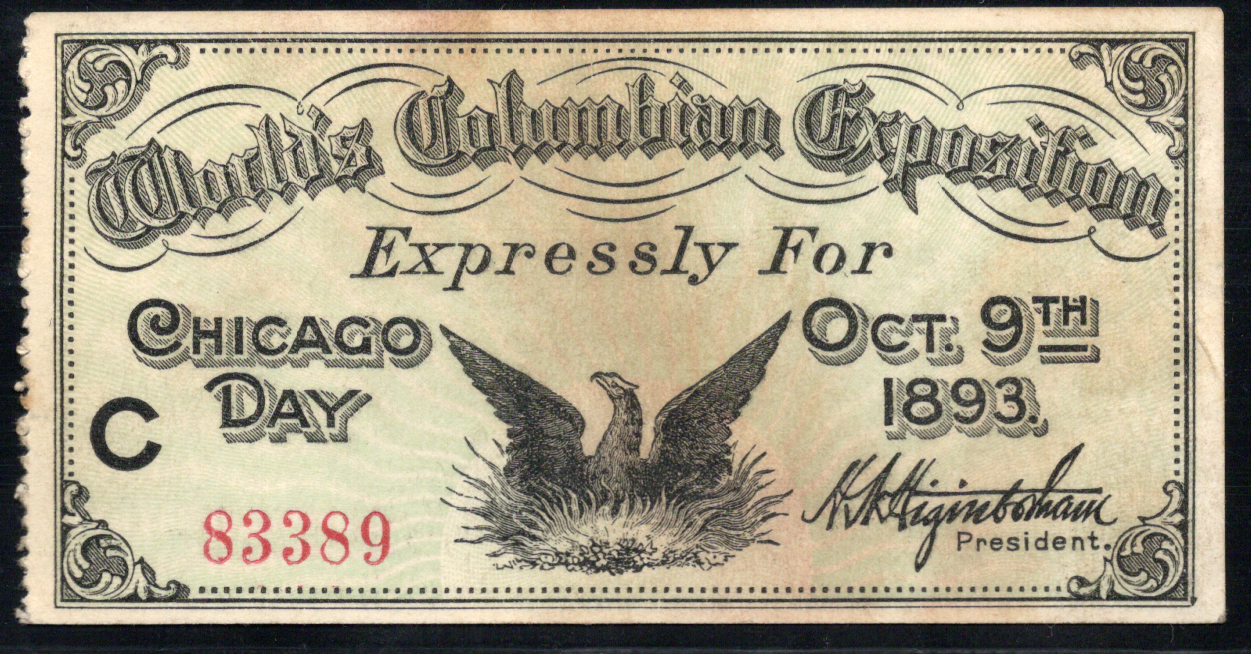 World's Columbian Exposition
Expressly For
Chicago Day
Oct. 9TH 1893.
C
83389
H N Higinbotham
President.